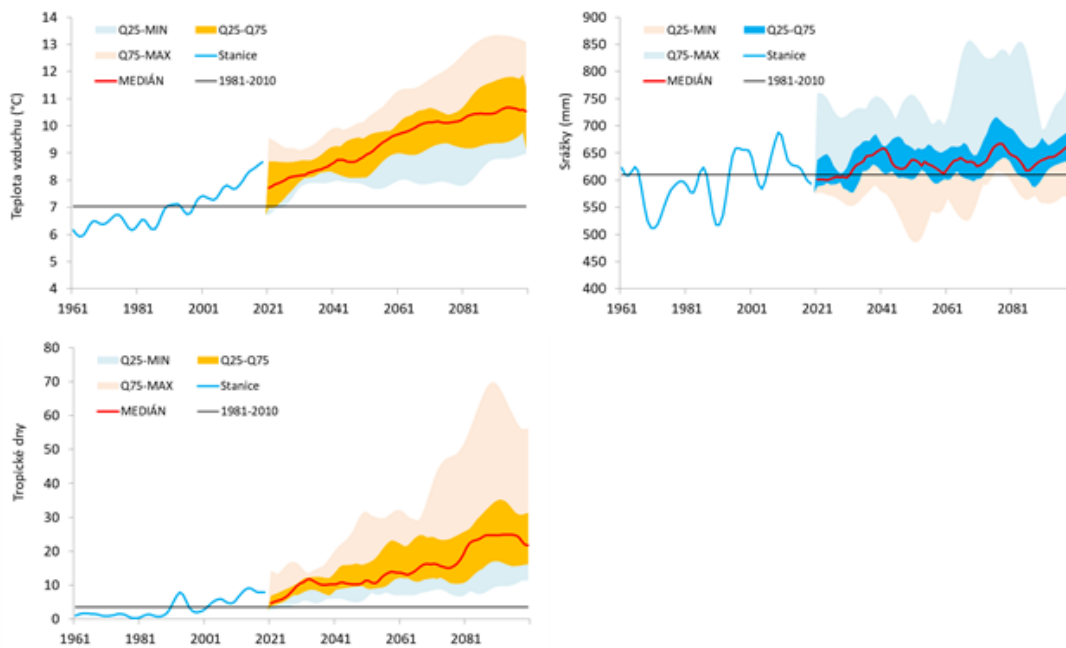 14
13
12
11
10
9
8
7
6
5
4
Teplota vzduchu (°C)
Q25-MIN Q25-Q75
Q75-MAX Stanice
MEDIÁN 1981-2010
1961 1981 2001 2021 2041 2061 2081
900
850
800
750
700
650
600
550
500
450
400
Srážky (mm)
Q25-MIN Q25-Q75
Q75-MAX Stanice
MEDIÁN 1981-2010
1961 1981 2001 2021 2041 2061 2081
80
70
60
50
40
30
20
10
0
Tropické dny
Q25-MIN Q25-Q75
Q75-MAX Stanice
MEDIÁN 1981-2010
1961 1981 2001 2021 2041 2061 2081